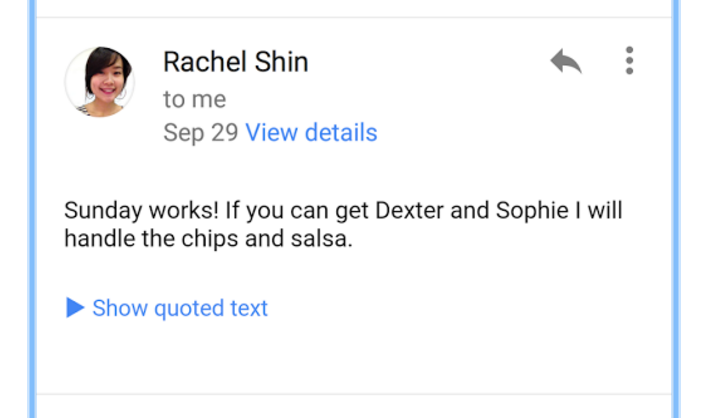 Rachel Shin
to me
Sep 29 View details
Sunday works! If you can get Dexter and Sophie I will
handle the chips and salsa.
Show quoted text